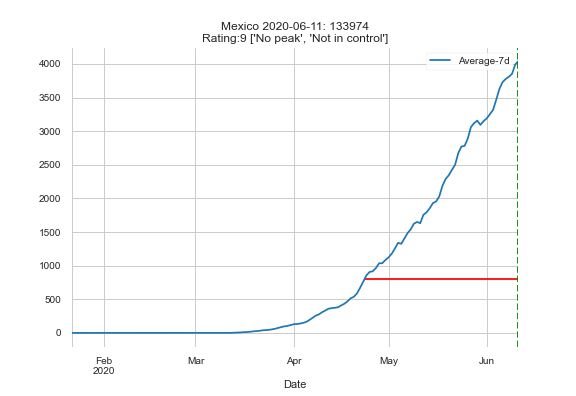 Mexico 2020-06-11: 133974
Rating:9 ['No peak', 'Not in control']
Average-7d
4000
3500
3000
2500
2000
1500
1000
500
0
Feb Mar Apr May Jun
2020
Date